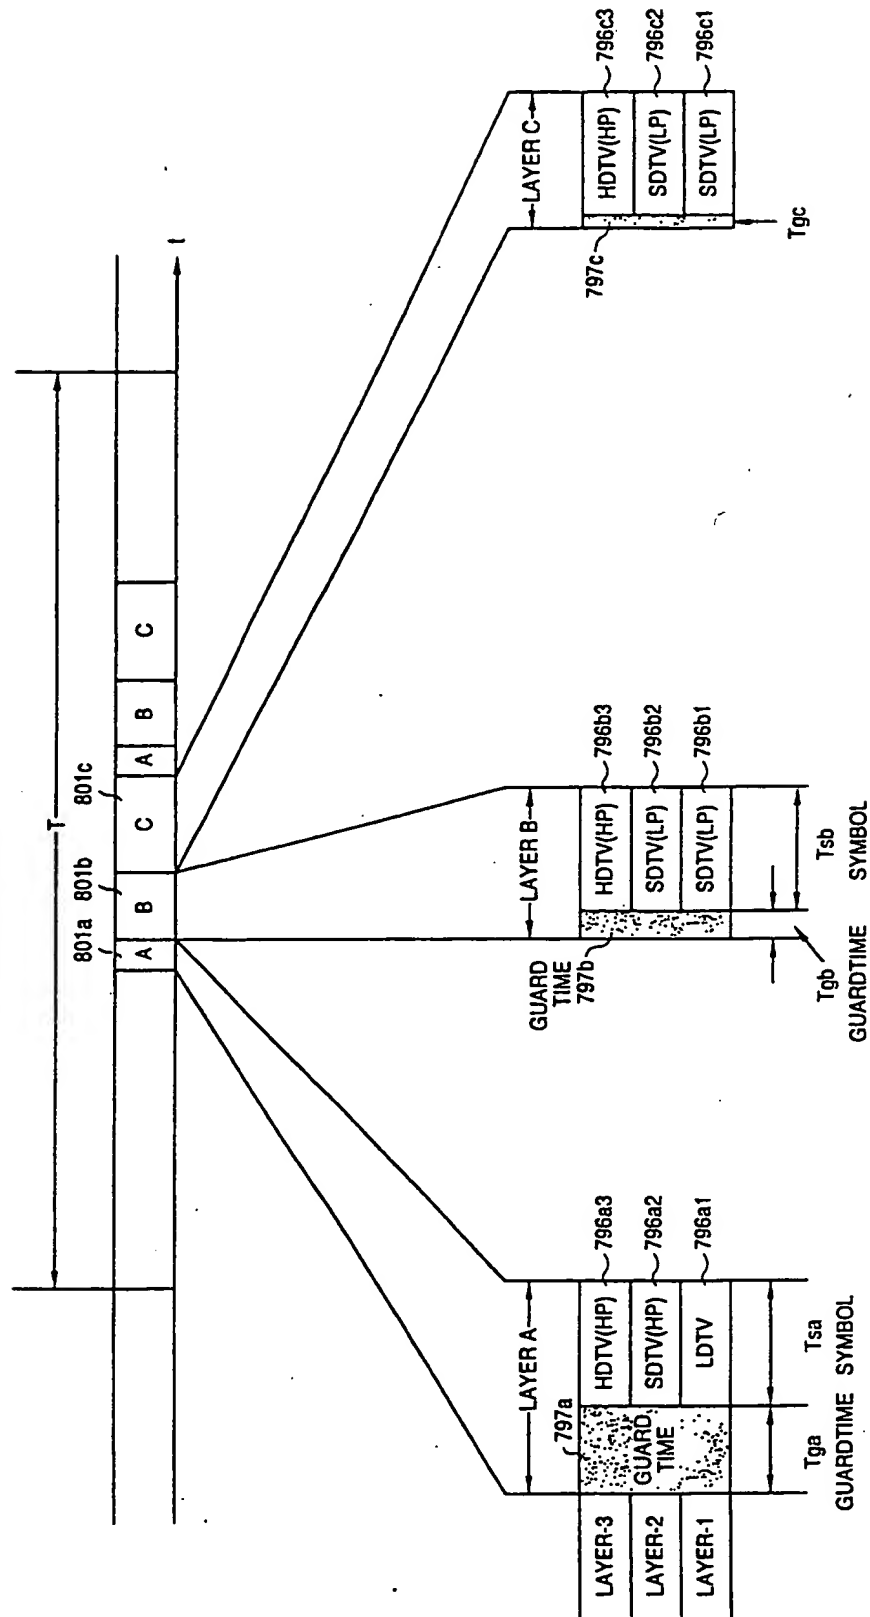 T
t
801a
801b
801c
A
B
C
A
B
C
LAYER A
LAYER B
LAYER C
797a
GUARD
TIME
797b
797c
LAYER-3
LAYER-2
LAYER-1
GUARD
TIME
HDTV(HP)
SDTV(HP)
LDTV
796a3
796a2
796a1
HDTV(HP)
SDTV(LP)
SDTV(LP)
796b3
796b2
796b1
HDTV(HP)
SDTV(LP)
SDTV(LP)
796c3
796c2
796c1
Tga
GUARDTIME
Tsa
SYMBOL
Tgb
GUARDTIME
Tsb
SYMBOL
Tgc